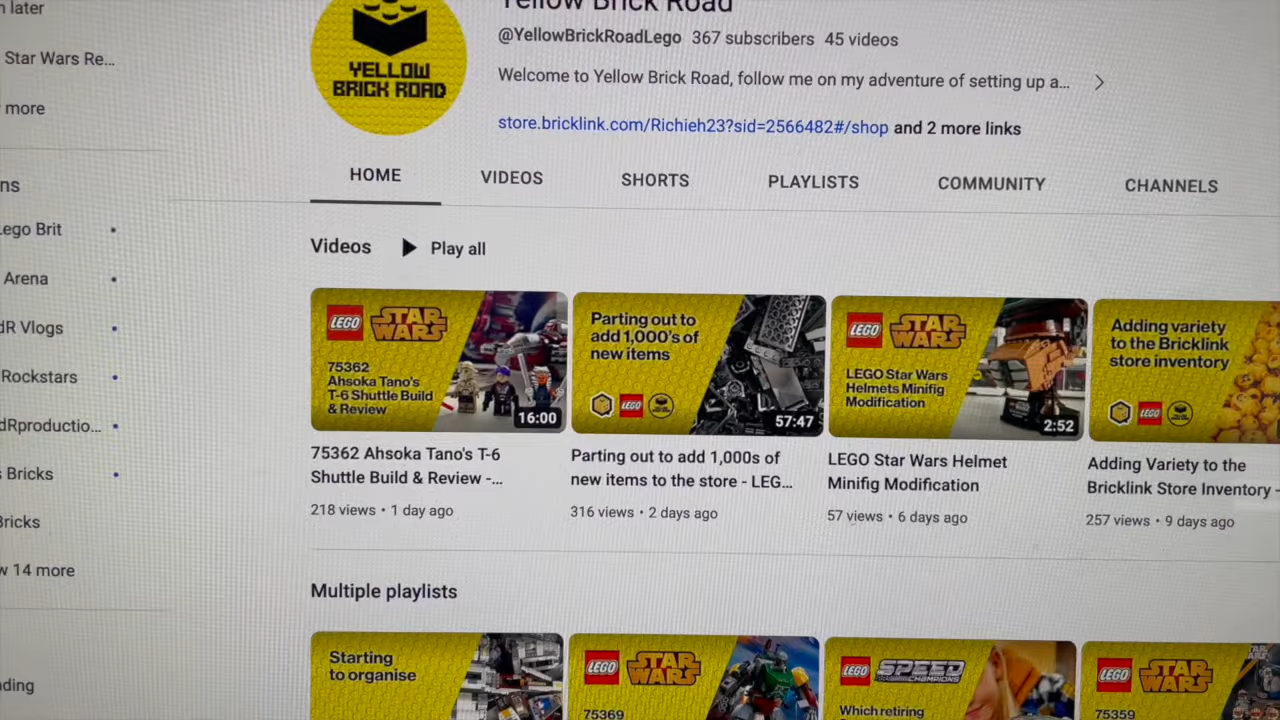 n later
Yellow Brick Road
@YellowBrickRoadLego 367 subscribers 45 videos
Star Wars Re...
YELLOW
BRICK ROAD
Welcome to Yellow Brick Road, follow me on my adventure of setting up a...
more
store.bricklink.com/Richieh23?sid=2566482#/shop and 2 more links
HOME VIDEOS SHORTS PLAYLISTS COMMUNITY CHANNELS
ns
Lego Brit
Arena
dR Vlogs
Rockstars
dRproductio...
s Bricks
Bricks
w 14 more
ding
Videos Play all
LEGO STAR WARS
75362
Ahsoka Tano's
T-6 Shuttle Build
& Review
16:00
75362 Ahsoka Tano's T-6
Shuttle Build & Review -...
218 views • 1 day ago
Parting out to
add 1,000's of
new items
LEGO
57:47
Parting out to add 1,000s of
new items to the store - LEG...
316 views • 2 days ago
LEGO STAR WARS
LEGO Star Wars
Helmets Minifig
Modification
2:52
LEGO Star Wars Helmet
Minifig Modification
57 views • 6 days ago
Adding variety
to the Bricklink
store inventory
LEGO
Adding Variety to the
Bricklink Store Inventory -
257 views • 9 days ago
Multiple playlists
Starting
to organise
LEGO STAR WARS
75369
LEGO SPEED
CHAMPIONS
Which retiring
LEGO STAR WARS
75359